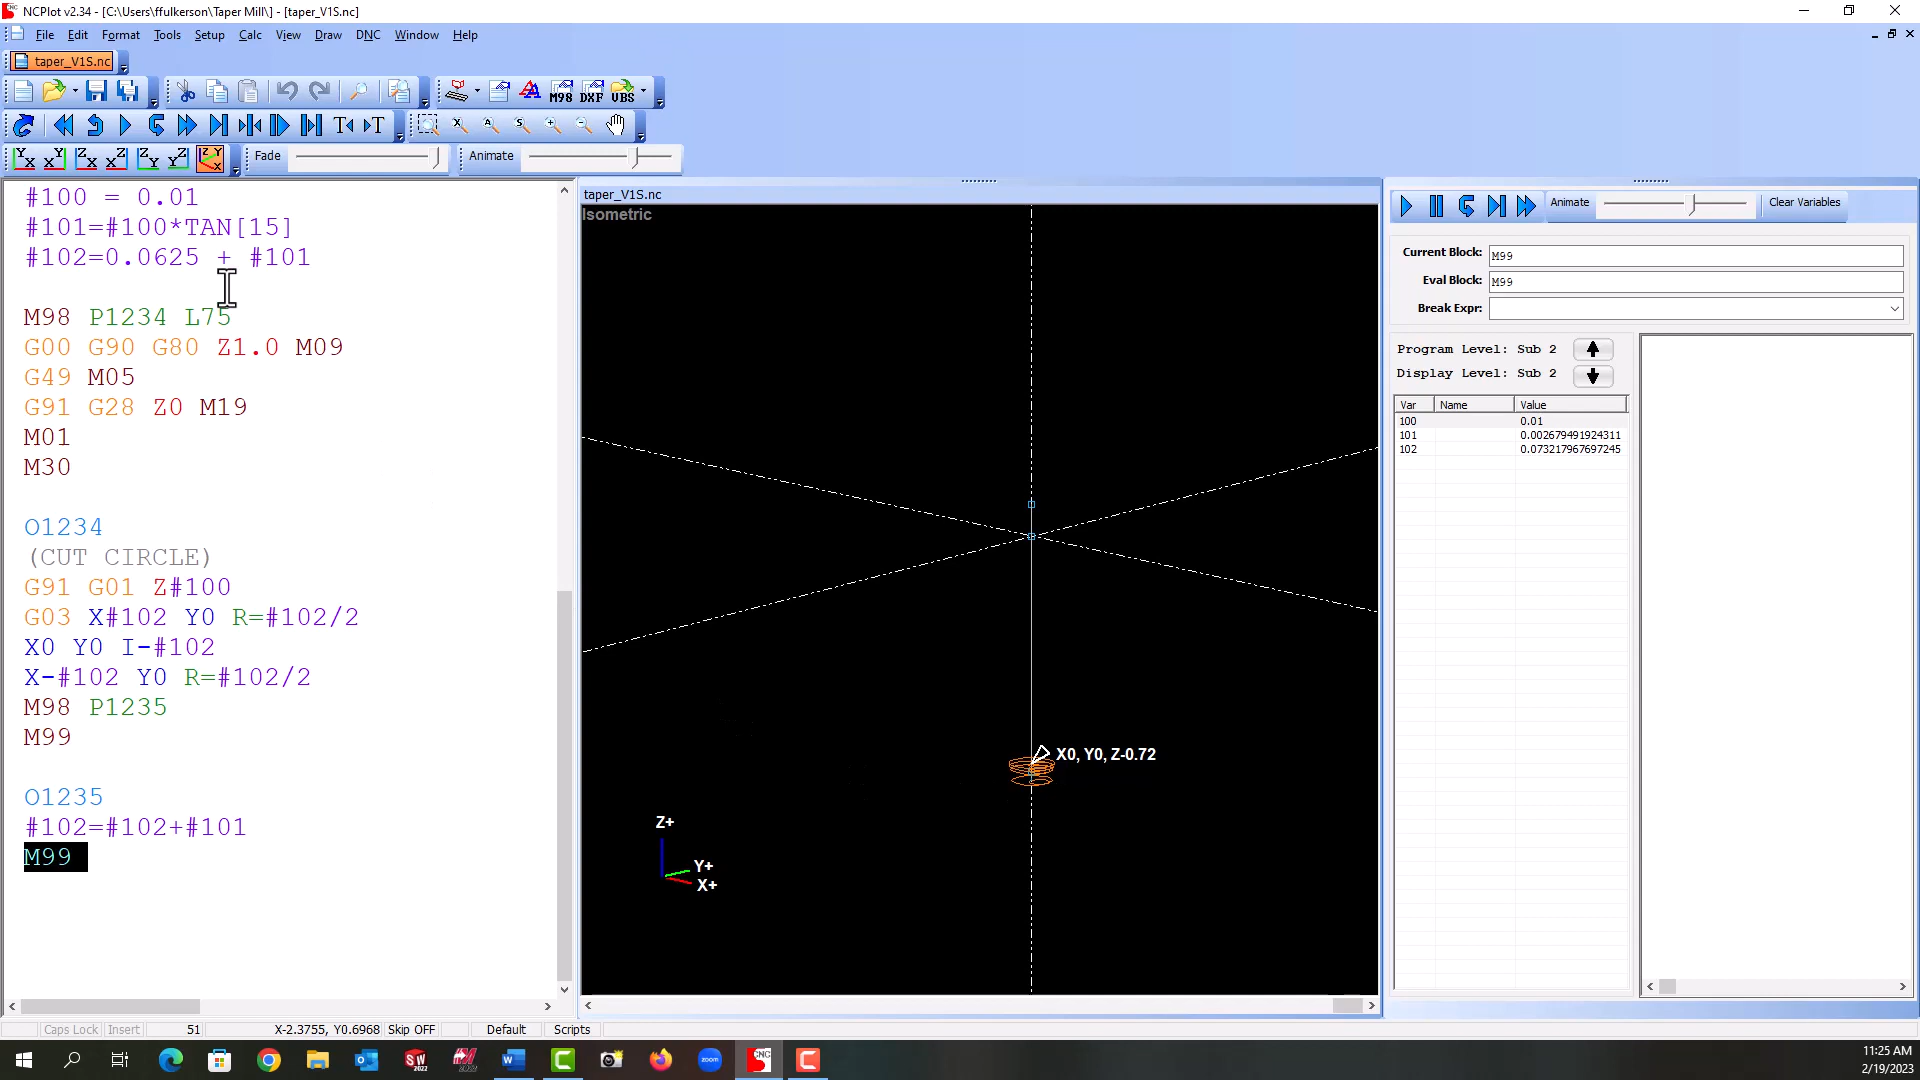 NCPlot v2.34 - [C:\Users\ffulkerson\Taper Mill\] - [taper_V1S.nc]
File Edit Format Tools Setup Calc View Draw DNC Window Help
taper_V1S.nc
M98 DXF VBS
Fade Animate
#100 = 0.01
#101=#100*TAN[15]
#102=0.0625 + #101
M98 P1234 L75
G00 G90 G80 Z1.0 M09
G49 M05
G91 G28 Z0 M19
M01
M30
O1234
(CUT CIRCLE)
G91 G01 Z#100
G03 X#102 Y0 R=#102/2
X0 Y0 I-#102
X-#102 Y0 R=#102/2
M98 P1235
M99
O1235
#102=#102+#101
M99
taper_V1S.nc
Isometric
X0, Y0, Z-0.72
Z+
Y+
X+
Animate Clear Variables
Current Block: M99
Eval Block: M99
Break Expr:
Program Level: Sub 2
Display Level: Sub 2
Var Name Value
100 0.01
101 0.002679491924311
102 0.073217967697245
Caps Lock Insert 51 X-2.3755, Y0.6968 Skip OFF Default Scripts
11:25 AM
2/19/2023